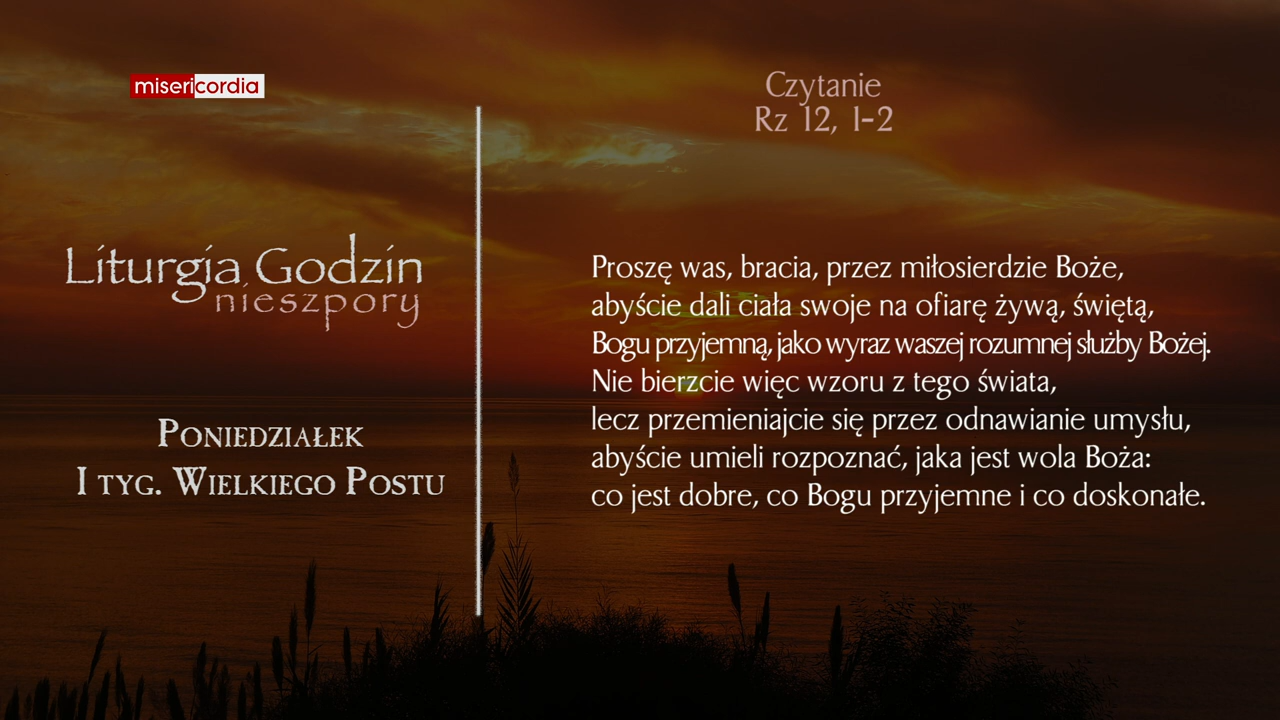 misericordia
Liturgia Godzin
nieszpory
Poniedziałek
I tyg. Wielkiego Postu
Czytanie
Rz 12, 1-2
Proszę was, bracia, przez miłosierdzie Boże,
abyście dali ciała swoje na ofiarę żywą, świętą,
Bogu przyjemną, jako wyraz waszej rozumnej służby Bożej.
Nie bierzcie więc wzoru z tego świata,
lecz przemieniajcie się przez odnawianie umysłu,
abyście umieli rozpoznać, jaka jest wola Boża:
co jest dobre, co Bogu przyjemne i co doskonałe.